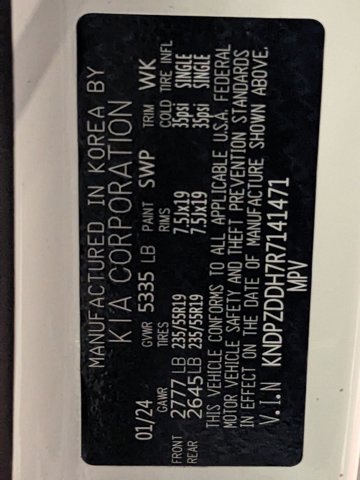 MANUFACTURED IN KOREA BY
KIA CORPORATION
01/24 GVWR 5335 LB PAINT SWP TRIM WK
GAWR TIRES RIMS COLD TIRE INFL
FRONT 2777 LB 235/55R19 7.5Jx19 35psi SINGLE
REAR 2645LB 235/55R19 7.5Jx19 35psi SINGLE
THIS VEHICLE CONFORMS TO ALL APPLICABLE U.S.A. FEDERAL
MOTOR VEHICLE SAFETY AND THEFT PREVENTION STANDARDS
IN EFFECT ON THE DATE OF MANUFACTURE SHOWN ABOVE.
V.I.N KNDPZDDH7R7141471
MPV